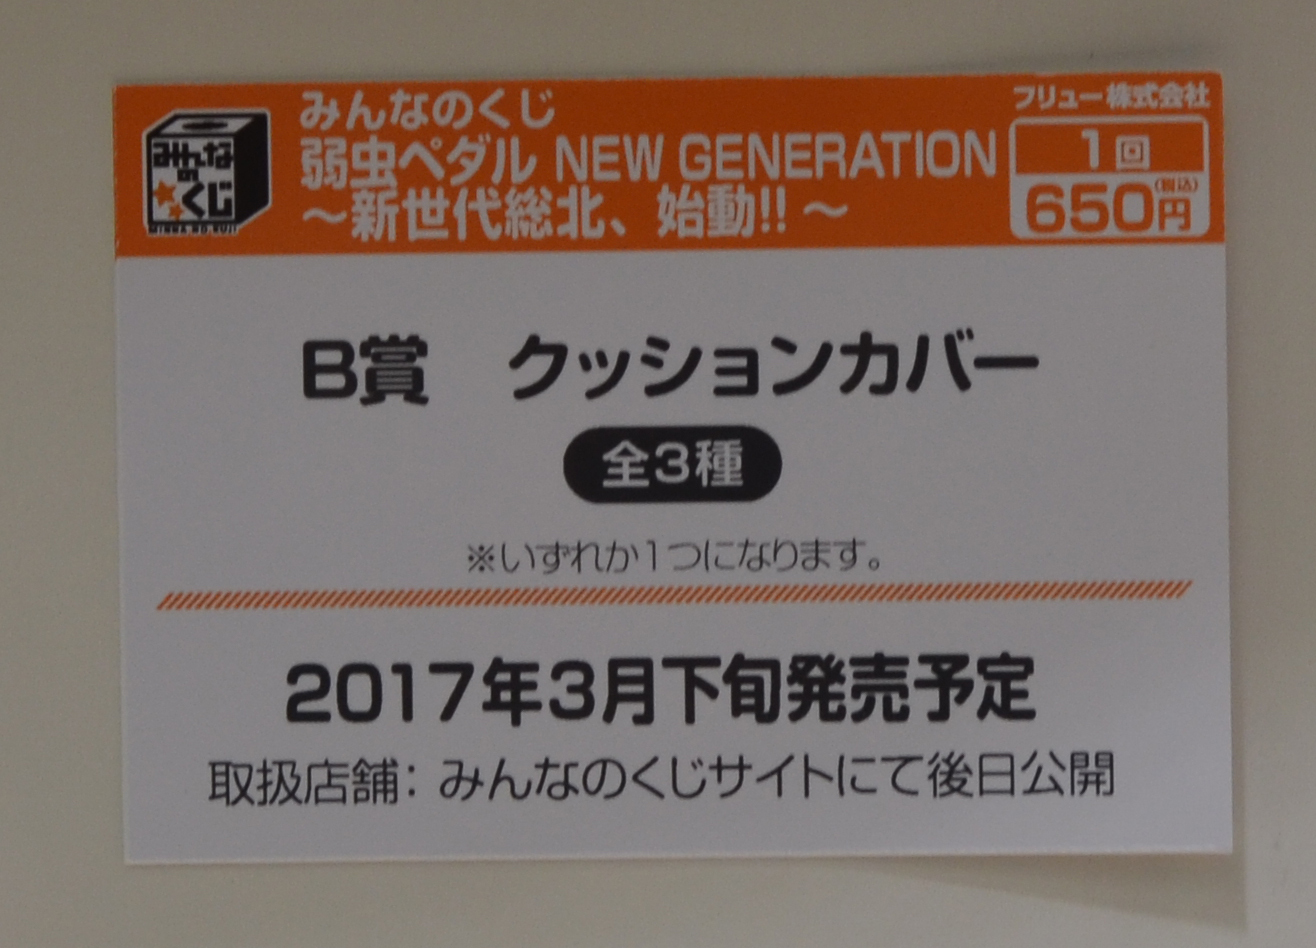 みんなのくじ
MINNA NO KUJI
みんなのくじ
弱虫ペダル NEW GENERATION
～新世代総北、始動!!～
フリュー株式会社
1回
650円(税込)
B賞 クッションカバー
全3種
※いずれか1つになります。
2017年3月下旬発売予定
取扱店舗：みんなのくじサイトにて後日公開